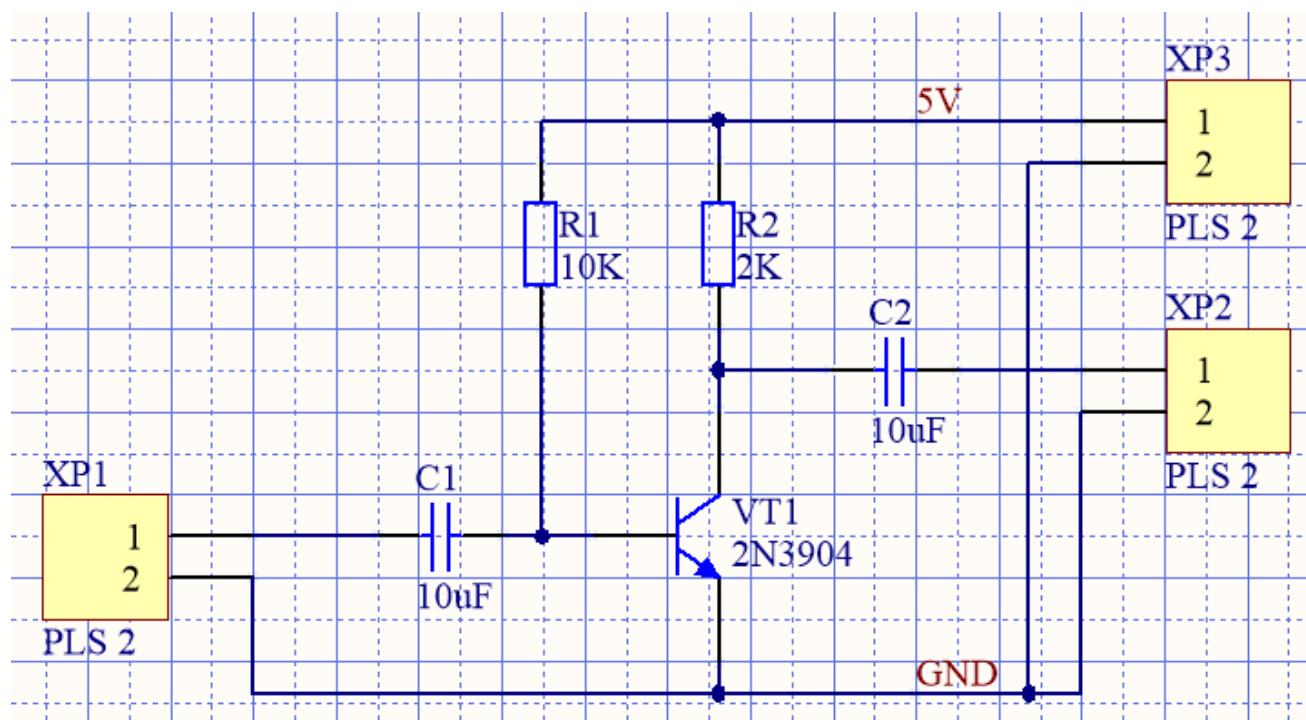 XP3
5V
1
2
PLS 2
R1
10K
R2
2K
C2
10uF
XP2
1
2
PLS 2
XP1
1
2
PLS 2
C1
10uF
VT1
2N3904
GND